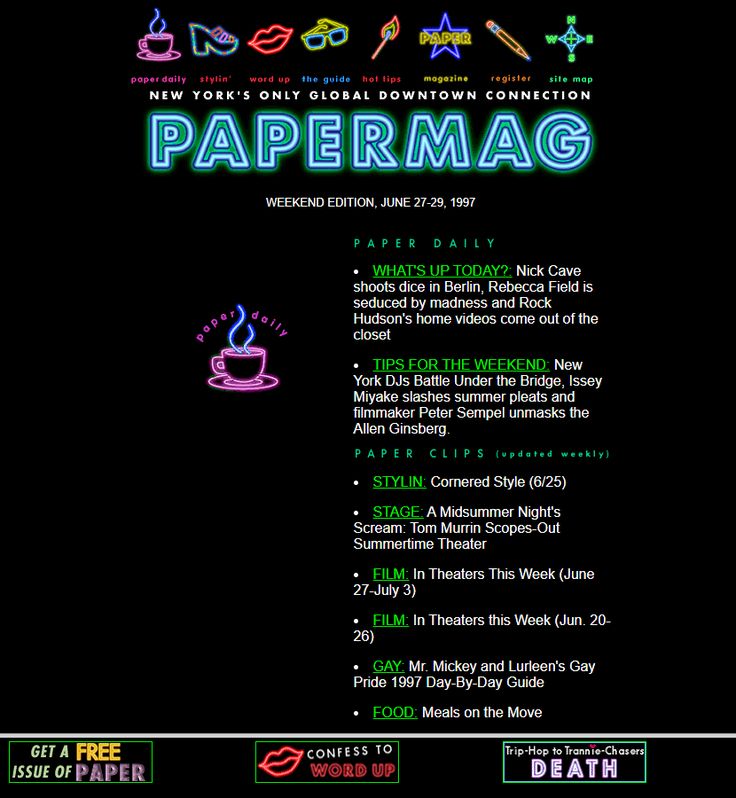 paper daily stylin' word up the guide hot tips PAPER magazine register N W E S site map
NEW YORK'S ONLY GLOBAL DOWNTOWN CONNECTION
PAPERMAG
WEEKEND EDITION, JUNE 27-29, 1997
paper daily
PAPER DAILY
• WHAT'S UP TODAY?: Nick Cave
shoots dice in Berlin, Rebecca Field is
seduced by madness and Rock
Hudson's home videos come out of the
closet
• TIPS FOR THE WEEKEND: New
York DJs Battle Under the Bridge, Issey
Miyake slashes summer pleats and
filmmaker Peter Sempel unmasks the
Allen Ginsberg.
PAPER CLIPS (updated weekly)
• STYLIN: Cornered Style (6/25)
• STAGE: A Midsummer Night's
Scream: Tom Murrin Scopes-Out
Summertime Theater
• FILM: In Theaters This Week (June
27-July 3)
• FILM: In Theaters this Week (Jun. 20-
26)
• GAY: Mr. Mickey and Lurleen's Gay
Pride 1997 Day-By-Day Guide
• FOOD: Meals on the Move
GET A FREE
ISSUE OF PAPER
CONFESS TO
WORD UP
Trip-Hop to Trannie-Chasers
DEATH